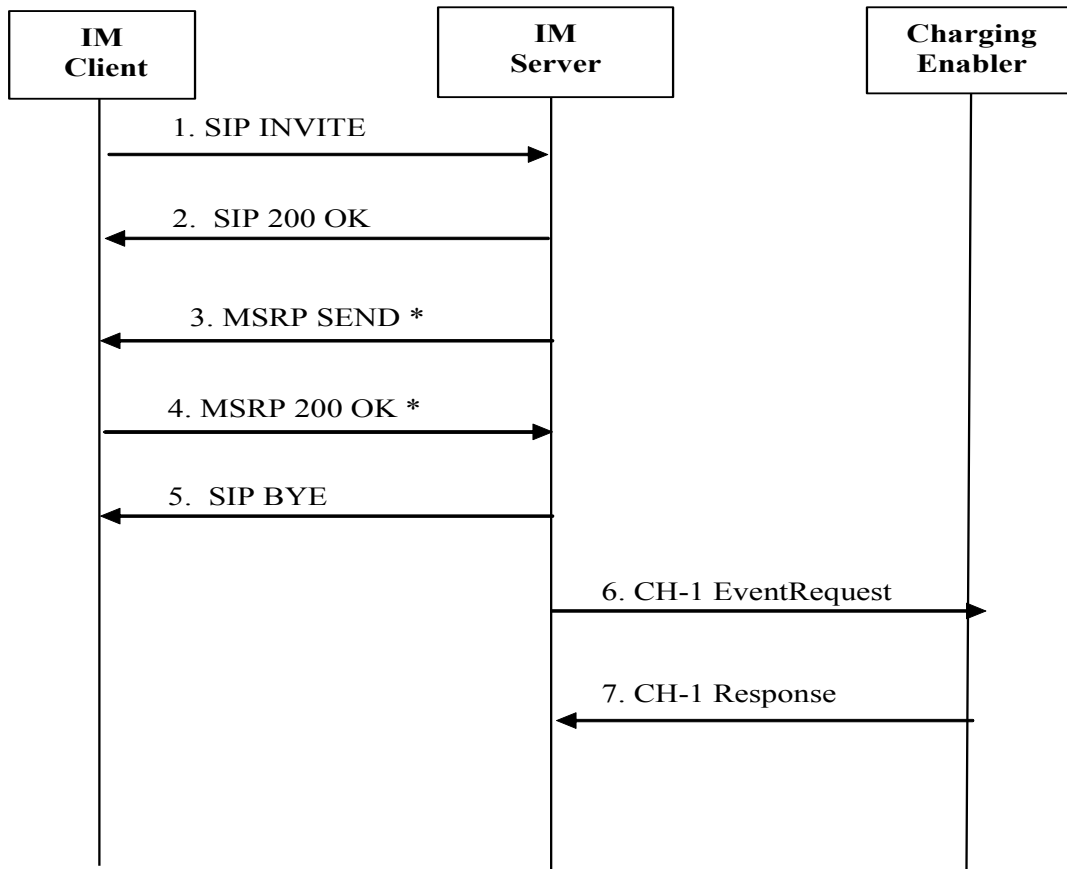 IM
Client
IM
Server
Charging
Enabler
1. SIP INVITE
2. SIP 200 OK
3. MSRP SEND *
4. MSRP 200 OK *
5. SIP BYE
6. CH-1 EventRequest
7. CH-1 Response